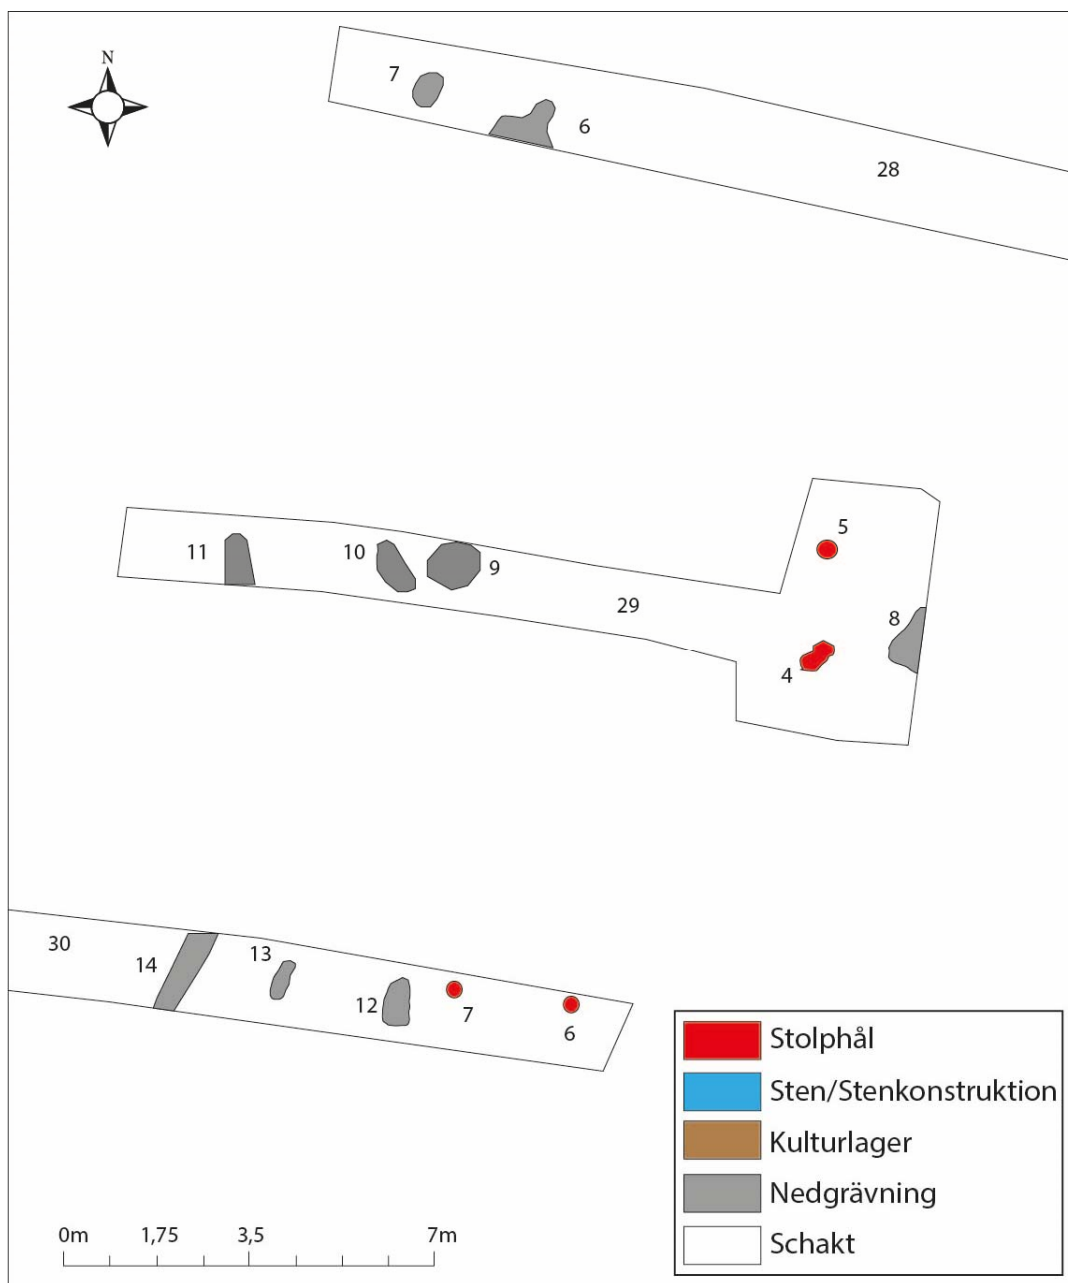 N
7
6
28
5
11
10
9
29
8
4
30
14
13
12
7
6
Stolphål
Sten/Stenkonstruktion
Kulturlager
Nedgrävning
Schakt
0m 1,75 3,5 7m